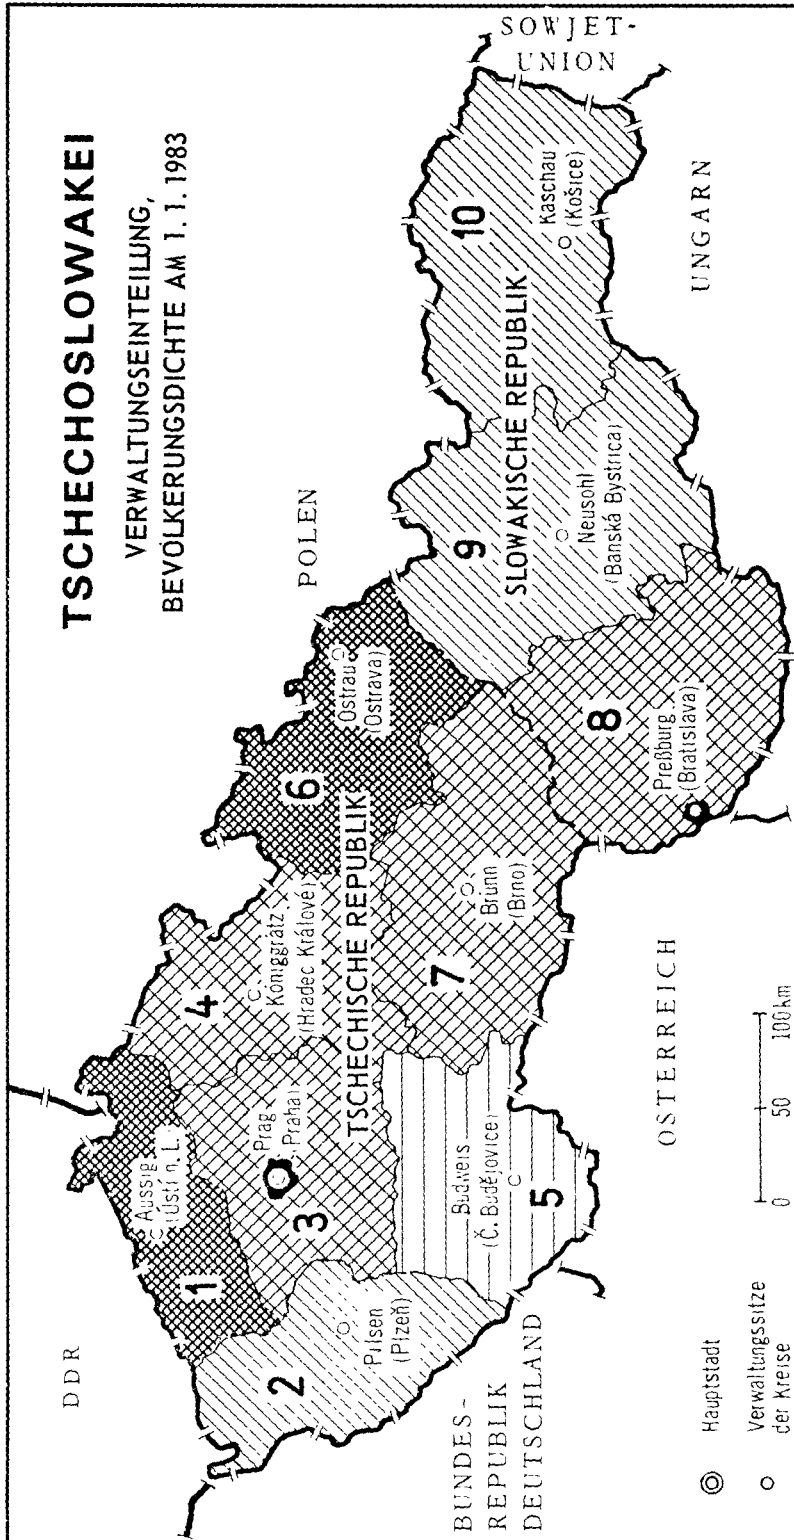 TSCHECHOSLOWAKEI
VERWALTUNGSEINTEILUNG,
BEVÖLKERUNGSDICHTE AM 1. 1. 1983
DDR
POLEN
SOWJET-
UNION
UNGARN
ÖSTERREICH
BUNDES-
REPUBLIK
DEUTSCHLAND
TSCHECHISCHE REPUBLIK
SLOWAKISCHE REPUBLIK
1
Aussig
(Ústí n. L.)
2
Pilsen
(Plzeň)
3
Prag
(Praha)
4
Königgrätz
(Hradec Králové)
5
Budweis
(Č. Budějovice)
6
Ostrau
(Ostrava)
7
Brünn
(Brno)
8
Preßburg
(Bratislava)
9
Neusohl
(Banská Bystrica)
10
Kaschau
(Košice)
Hauptstadt
Verwaltungssitze
der Kreise
0 50 100km